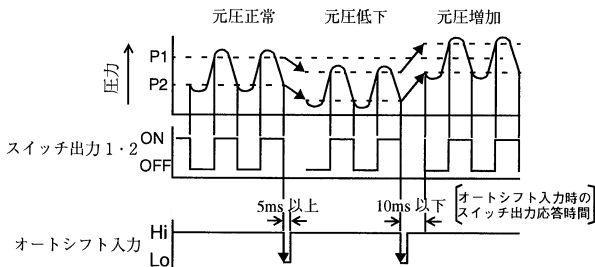 元圧正常 元圧低下 元圧増加
P1
P2
圧力
スイッチ出力1・2
ON
OFF
5ms 以上
10ms 以下
オートシフト入力時の
スイッチ出力応答時間
オートシフト入力
Hi
Lo